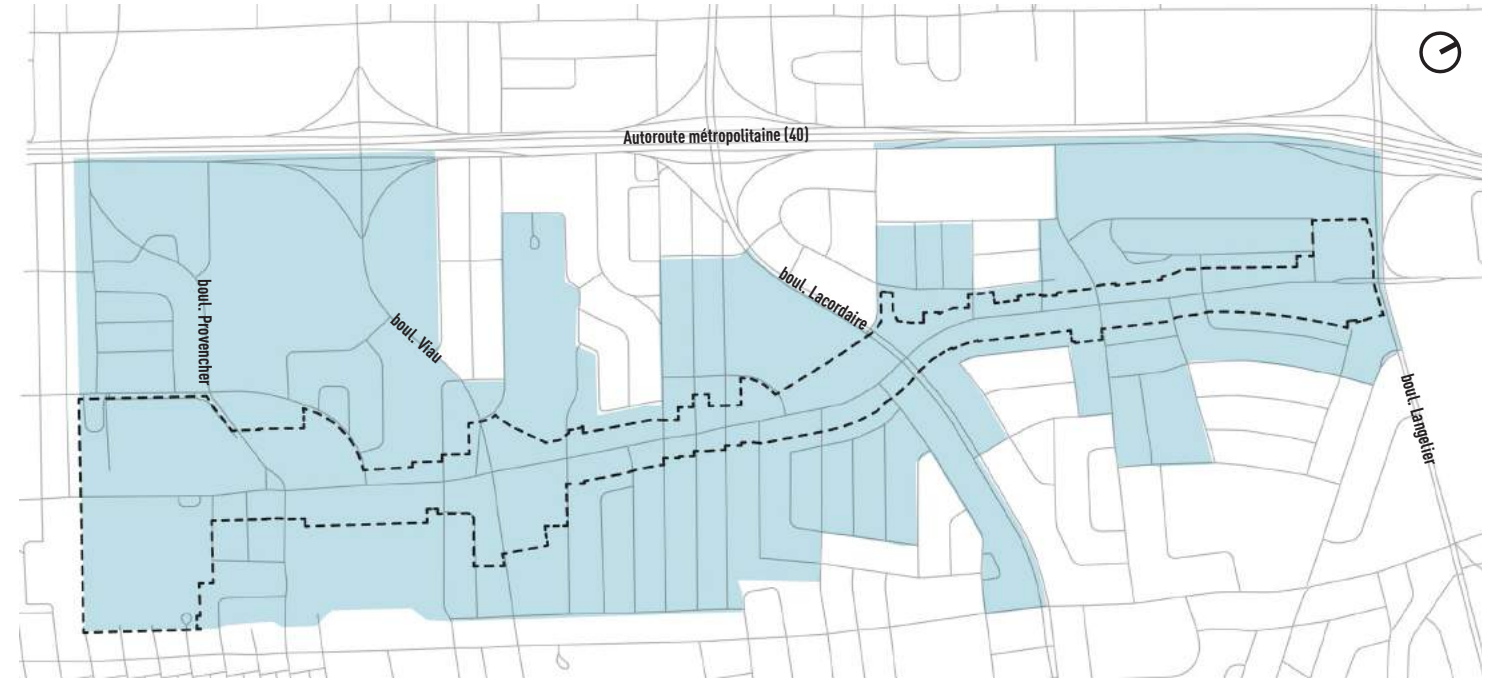 Autoroute métropolitaine (40)
boul. Provencher
boul. Viau
boul. Lacordaire
boul. Langelier